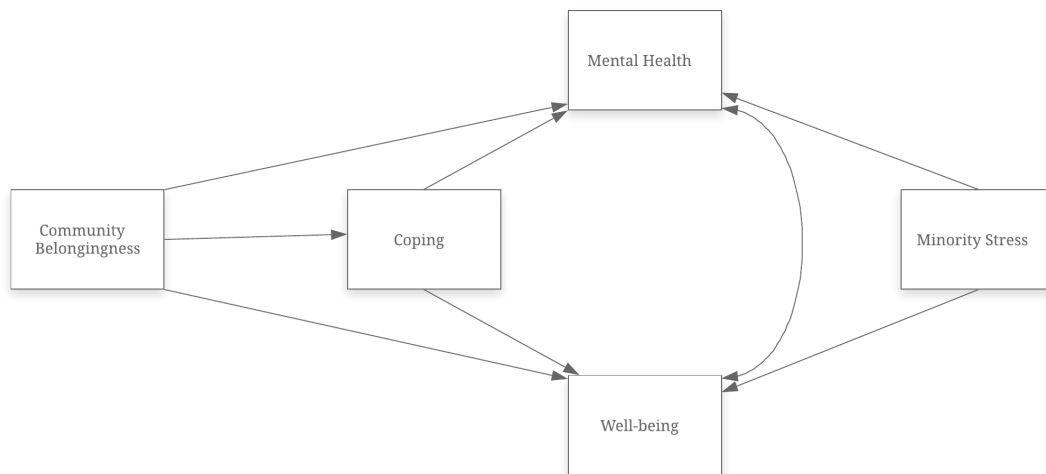 Mental Health
Community
Belongingness
Coping
Minority Stress
Well-being